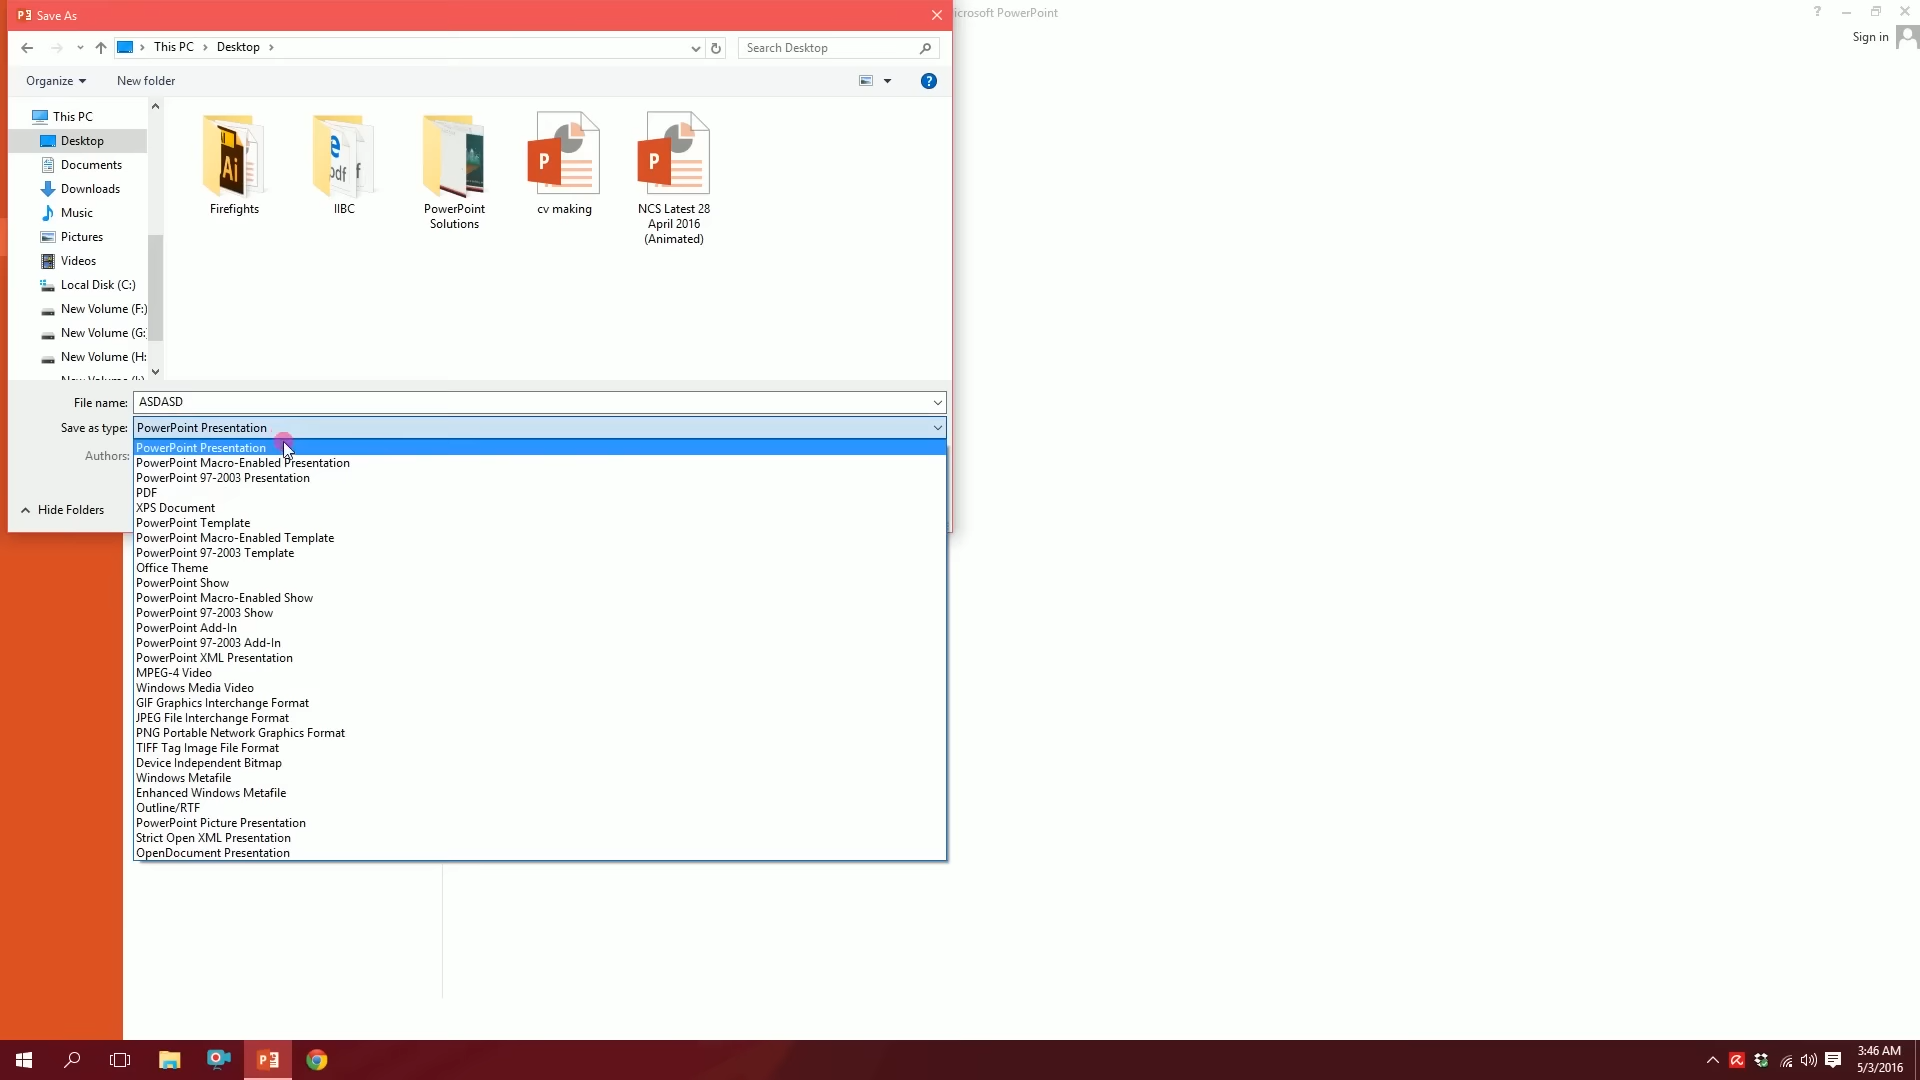 Save As
icrosoft PowerPoint
Sign in
This PC
Desktop
Search Desktop
Organize
New folder
This PC
Desktop
Documents
Downloads
Music
Pictures
Videos
Local Disk (C:)
New Volume (F:)
New Volume (G:
New Volume (H:
Firefights
IIBC
PowerPoint
Solutions
cv making
NCS Latest 28
April 2016
(Animated)
File name: ASDASD
Save as type: PowerPoint Presentation
Authors:
Hide Folders
PowerPoint Presentation
PowerPoint Macro-Enabled Presentation
PowerPoint 97-2003 Presentation
PDF
XPS Document
PowerPoint Template
PowerPoint Macro-Enabled Template
PowerPoint 97-2003 Template
Office Theme
PowerPoint Show
PowerPoint Macro-Enabled Show
PowerPoint 97-2003 Show
PowerPoint Add-In
PowerPoint 97-2003 Add-In
PowerPoint XML Presentation
MPEG-4 Video
Windows Media Video
GIF Graphics Interchange Format
JPEG File Interchange Format
PNG Portable Network Graphics Format
TIFF Tag Image File Format
Device Independent Bitmap
Windows Metafile
Enhanced Windows Metafile
Outline/RTF
PowerPoint Picture Presentation
Strict Open XML Presentation
OpenDocument Presentation
3:46 AM
5/3/2016